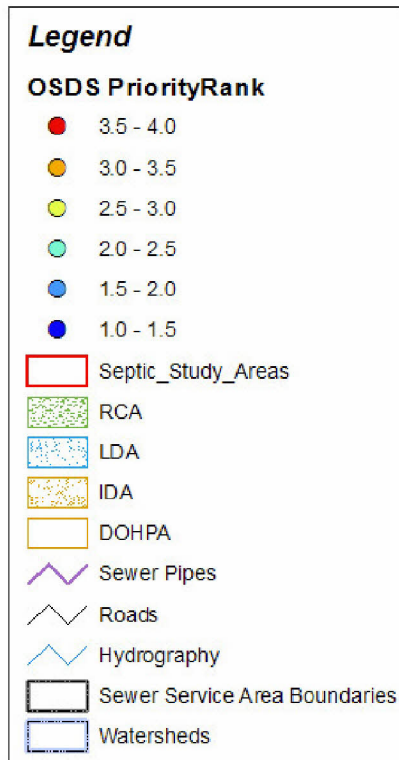 Legend
OSDS PriorityRank
3.5 - 4.0
3.0 - 3.5
2.5 - 3.0
2.0 - 2.5
1.5 - 2.0
1.0 - 1.5
Septic_Study_Areas
RCA
LDA
IDA
DOHPA
Sewer Pipes
Roads
Hydrography
Sewer Service Area Boundaries
Watersheds